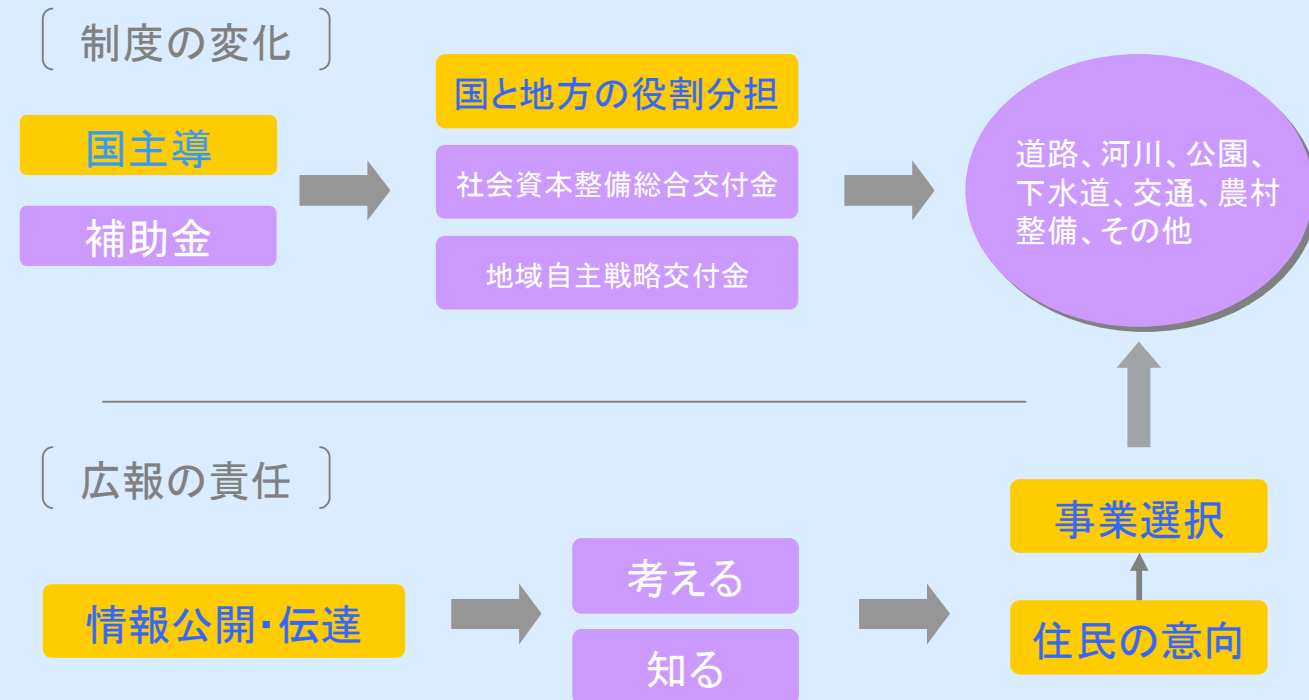 制度の変化
国主導
補助金
国と地方の役割分担
社会資本整備総合交付金
地域自主戦略交付金
道路、河川、公園、
下水道、交通、農村
整備、その他
広報の責任
情報公開・伝達
考える
知る
事業選択
住民の意向